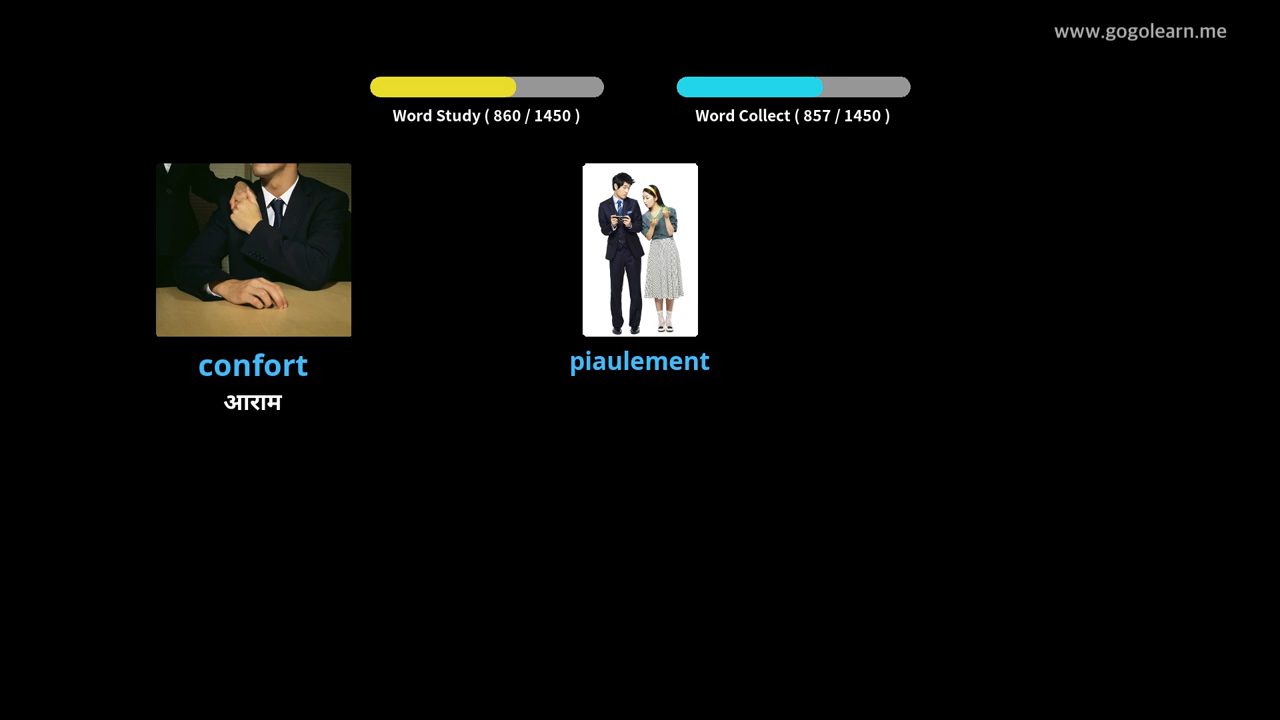 www.gogolearn.me
Word Study ( 860 / 1450 )
Word Collect ( 857 / 1450 )
confort
आराम
piaulement